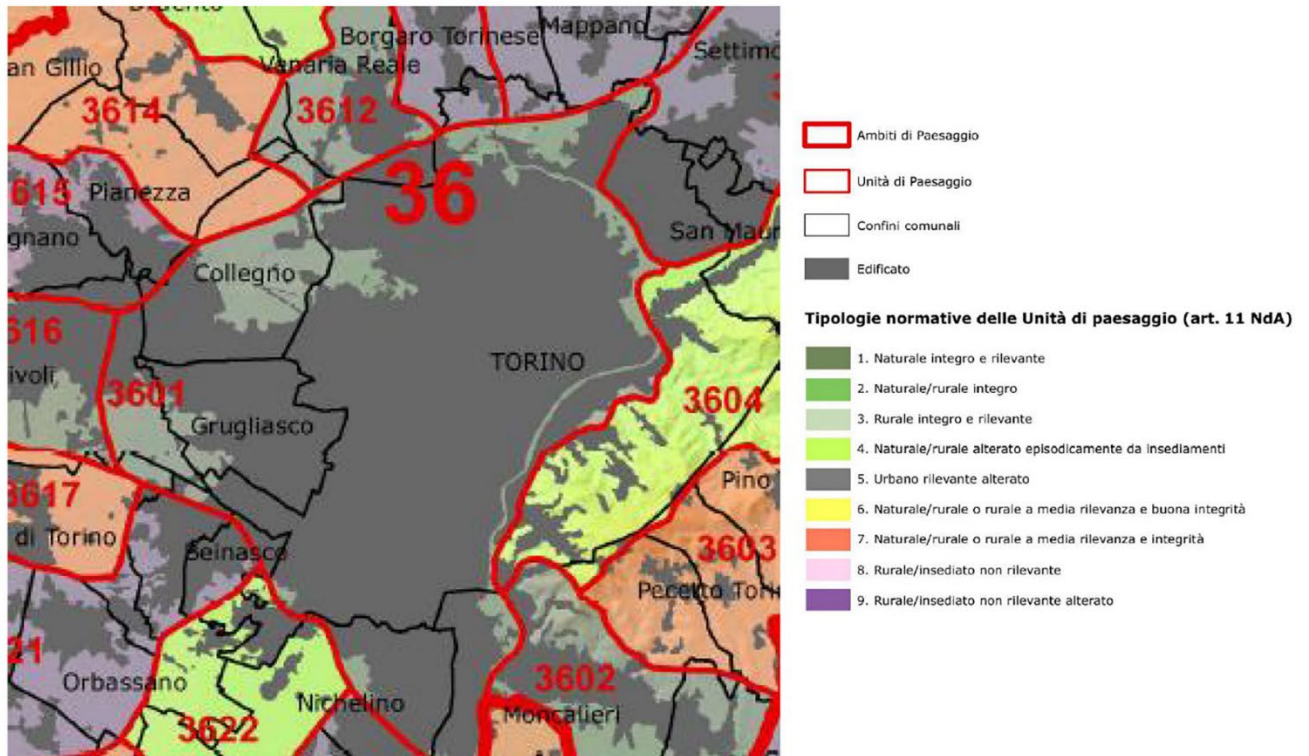 Borgaro Torinese
Mappano
Settimo
Venaria Reale
an Gillio
3614
3612
36
615
Pianezza
gnano
San Maur
Collegno
616
TORINO
ivoli
3601
3604
Grugliasco
Pino
3617
di Torino
Beinasco
3603
Pecetto Tori
21
Orbassano
3602
Nichelino
Moncalieri
3622
Ambiti di Paesaggio
Unità di Paesaggio
Confini comunali
Edificato
Tipologie normative delle Unità di paesaggio (art. 11 NdA)
1. Naturale integro e rilevante
2. Naturale/rurale integro
3. Rurale integro e rilevante
4. Naturale/rurale alterato episodicamente da insediamenti
5. Urbano rilevante alterato
6. Naturale/rurale o rurale a media rilevanza e buona integrità
7. Naturale/rurale o rurale a media rilevanza e integrità
8. Rurale/insediato non rilevante
9. Rurale/insediato non rilevante alterato